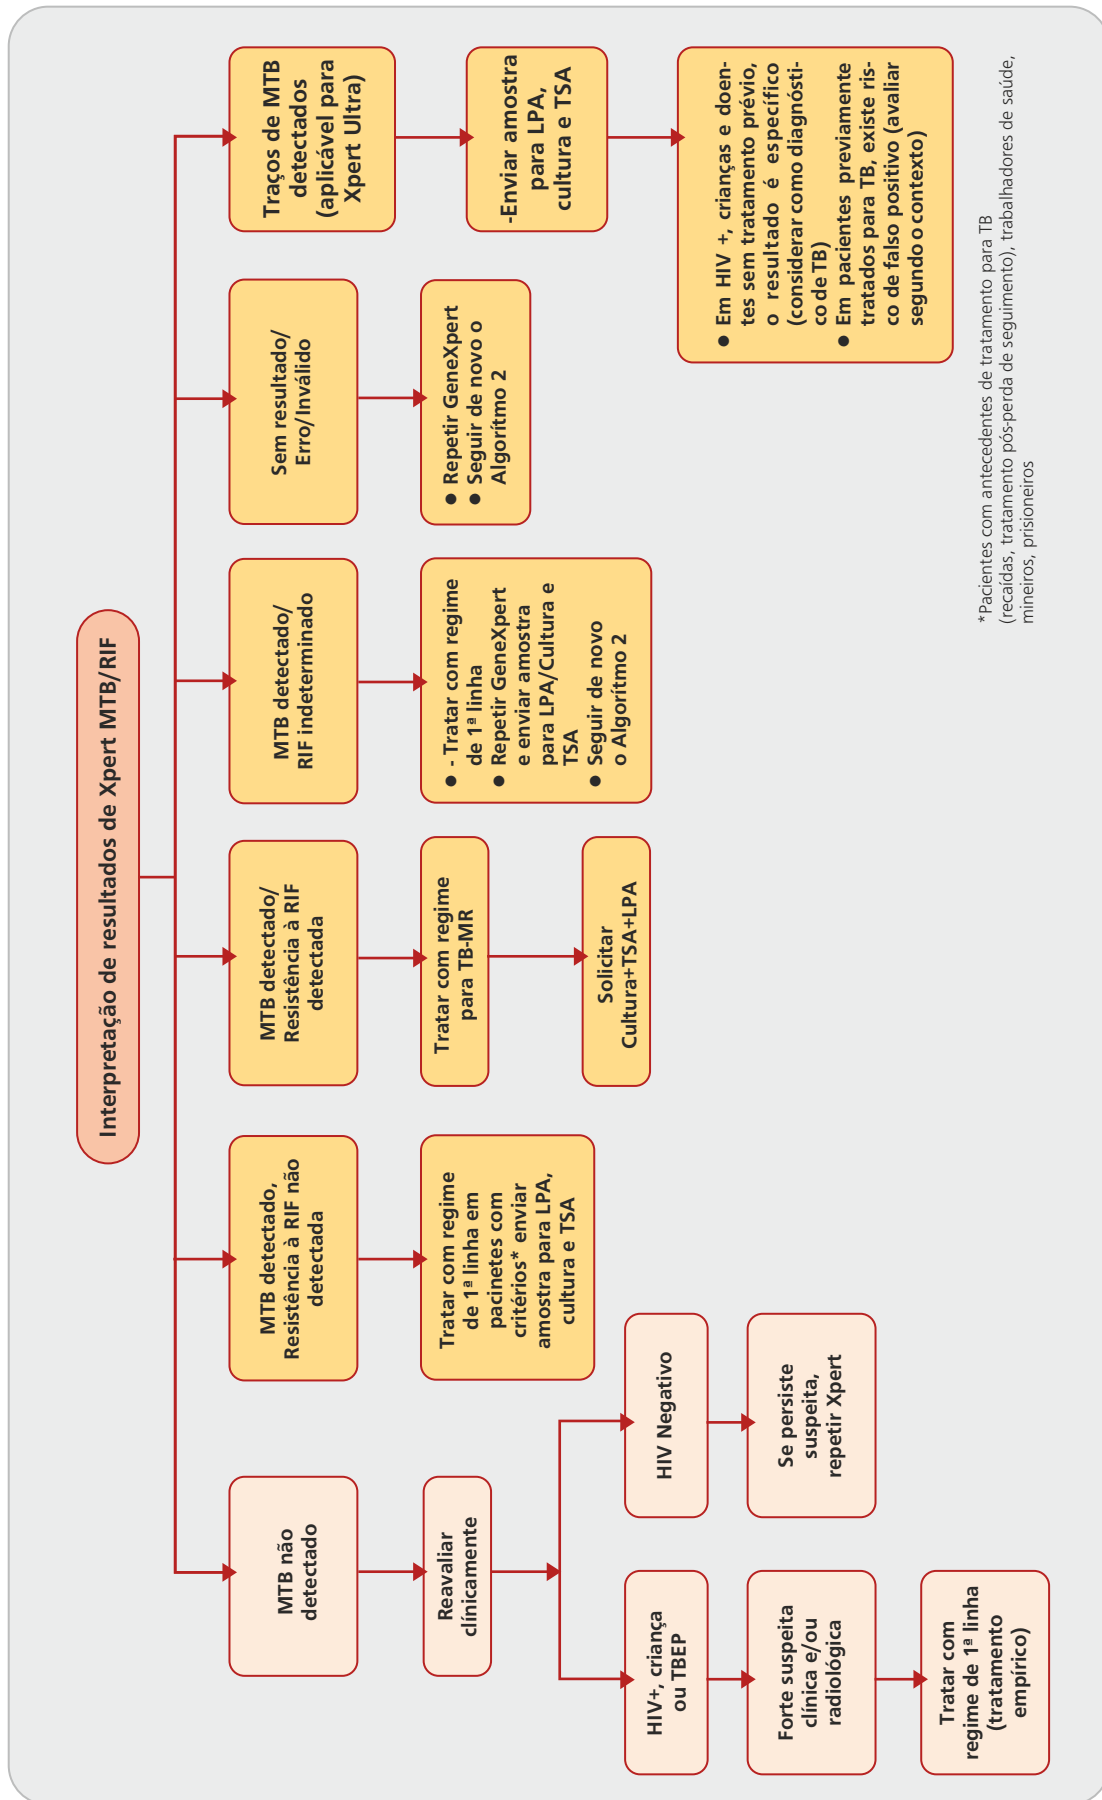 Interpretação de resultados de Xpert MTB/RIF
MTB não
detectado
Reavaliar
clínicamente
HIV+, criança
ou TBEP
Forte suspeita
clínica e/ou
radiológica
Tratar com
regime de 1ª linha
(tratamento
empírico)
HIV Negativo
Se persiste
suspeita,
repetir Xpert
MTB detectado,
Resistência à RIF não
detectada
Tratar com regime
de 1ª linha em
pacinetes com
critérios* enviar
amostra para LPA,
cultura e TSA
MTB detectado/
Resistência à RIF
detectada
Tratar com regime
para TB-MR
Solicitar
Cultura+TSA+LPA
MTB detectado/
RIF indeterminado
● - Tratar com regime
de 1ª linha
● Repetir GeneXpert
e enviar amostra
para LPA/Cultura e
TSA
● Seguir de novo
o Algorítmo 2
Sem resultado/
Erro/Inválido
● Repetir GeneXpert
● Seguir de novo o
Algorítmo 2
Traços de MTB
detectados
(aplicável para
Xpert Ultra)
-Enviar amostra
para LPA,
cultura e TSA
● Em HIV +, crianças e doen-
tes sem tratamento prévio,
o resultado é específico
(considerar como diagnósti-
co de TB)
● Em pacientes previamente
tratados para TB, existe ris-
co de falso positivo (avaliar
segundo o contexto)
*Pacientes com antecedentes de tratamento para TB
(recaídas, tratamento pós-perda de seguimento), trabalhadores de saúde,
mineiros, prisioneiros